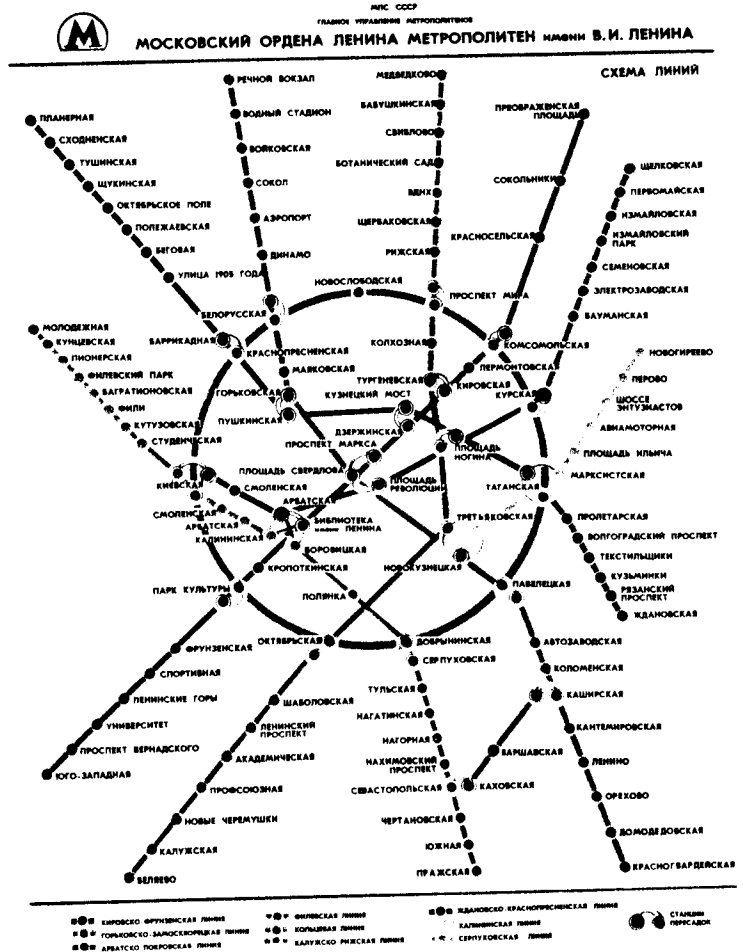 МПС СССР
ГЛАВНОЕ УПРАВЛЕНИЕ МЕТРОПОЛИТЕНОВ
М
МОСКОВСКИЙ ОРДЕНА ЛЕНИНА МЕТРОПОЛИТЕН имени В.И. ЛЕНИНА
СХЕМА ЛИНИЙ
РЕЧНОЙ ВОКЗАЛ
МЕДВЕДКОВО
ПЛАНЕРНАЯ
ВОДНЫЙ СТАДИОН
БАБУШКИНСКАЯ
ПРЕОБРАЖЕНСКАЯ
ПЛОЩАДЬ
СХОДНЕНСКАЯ
ВОЙКОВСКАЯ
СВИБЛОВО
ТУШИНСКАЯ
БОТАНИЧЕСКИЙ САД
ЩЕЛКОВСКАЯ
ЩУКИНСКАЯ
СОКОЛ
ВДНХ
СОКОЛЬНИКИ
ПЕРВОМАЙСКАЯ
ОКТЯБРЬСКОЕ ПОЛЕ
АЭРОПОРТ
ЩЕРБАКОВСКАЯ
ИЗМАЙЛОВСКАЯ
ПОЛЕЖАЕВСКАЯ
КРАСНОСЕЛЬСКАЯ
ИЗМАЙЛОВСКИЙ
ПАРК
БЕГОВАЯ
ДИНАМО
РИЖСКАЯ
СЕМЕНОВСКАЯ
УЛИЦА 1905 ГОДА
НОВОСЛОБОДСКАЯ
ПРОСПЕКТ МИРА
ЭЛЕКТРОЗАВОДСКАЯ
БЕЛОРУССКАЯ
БАУМАНСКАЯ
МОЛОДЕЖНАЯ
БАРРИКАДНАЯ
КРАСНОПРЕСНЕНСКАЯ
КОЛХОЗНАЯ
КОМСОМОЛЬСКАЯ
КУНЦЕВСКАЯ
НОВОГИРЕЕВО
ПИОНЕРСКАЯ
МАЯКОВСКАЯ
ЛЕРМОНТОВСКАЯ
ФИЛЕВСКИЙ ПАРК
ТУРГЕНЕВСКАЯ
КИРОВСКАЯ
ПЕРОВО
БАГРАТИОНОВСКАЯ
ГОРЬКОВСКАЯ
КУЗНЕЦКИЙ МОСТ
КУРСКАЯ
ШОССЕ
ЭНТУЗИАСТОВ
ФИЛИ
ПУШКИНСКАЯ
КУТУЗОВСКАЯ
ДЗЕРЖИНСКАЯ
АВИАМОТОРНАЯ
СТУДЕНЧЕСКАЯ
ПРОСПЕКТ МАРКСА
ПЛОЩАДЬ
НОГИНА
ПЛОЩАДЬ ИЛЬИЧА
ПЛОЩАДЬ СВЕРДЛОВА
МАРКСИСТСКАЯ
КИЕВСКАЯ
СМОЛЕНСКАЯ
ПЛОЩАДЬ
РЕВОЛЮЦИИ
ТАГАНСКАЯ
АРБАТСКАЯ
СМОЛЕНСКАЯ
АРБАТСКАЯ
БИБЛИОТЕКА
имени ЛЕНИНА
ТРЕТЬЯКОВСКАЯ
ПРОЛЕТАРСКАЯ
КАЛИНИНСКАЯ
БОРОВИЦКАЯ
ВОЛГОГРАДСКИЙ ПРОСПЕКТ
ТЕКСТИЛЬЩИКИ
КРОПОТКИНСКАЯ
НОВОКУЗНЕЦКАЯ
КУЗЬМИНКИ
ПАРК КУЛЬТУРЫ
ПОЛЯНКА
ПАВЕЛЕЦКАЯ
РЯЗАНСКИЙ
ПРОСПЕКТ
ЖДАНОВСКАЯ
ФРУНЗЕНСКАЯ
ОКТЯБРЬСКАЯ
ДОБРЫНИНСКАЯ
АВТОЗАВОДСКАЯ
СЕРПУХОВСКАЯ
СПОРТИВНАЯ
КОЛОМЕНСКАЯ
ЛЕНИНСКИЕ ГОРЫ
ШАБОЛОВСКАЯ
ТУЛЬСКАЯ
КАШИРСКАЯ
УНИВЕРСИТЕТ
ЛЕНИНСКИЙ
ПРОСПЕКТ
НАГАТИНСКАЯ
КАНТЕМИРОВСКАЯ
ПРОСПЕКТ ВЕРНАДСКОГО
АКАДЕМИЧЕСКАЯ
НАГОРНАЯ
ВАРШАВСКАЯ
ЮГО-ЗАПАДНАЯ
НАХИМОВСКИЙ
ПРОСПЕКТ
ЛЕНИНО
ПРОФСОЮЗНАЯ
СЕВАСТОПОЛЬСКАЯ
КАХОВСКАЯ
ОРЕХОВО
НОВЫЕ ЧЕРЕМУШКИ
ЧЕРТАНОВСКАЯ
ДОМОДЕДОВСКАЯ
КАЛУЖСКАЯ
ЮЖНАЯ
БЕЛЯЕВО
ПРАЖСКАЯ
КРАСНОГВАРДЕЙСКАЯ
КИРОВСКО-ФРУНЗЕНСКАЯ ЛИНИЯ
ФИЛЕВСКАЯ ЛИНИЯ
ЖДАНОВСКО-КРАСНОПРЕСНЕНСКАЯ ЛИНИЯ
СТАНЦИИ
ПЕРЕСАДОК
ГОРЬКОВСКО-ЗАМОСКВОРЕЦКАЯ ЛИНИЯ
КОЛЬЦЕВАЯ ЛИНИЯ
КАЛИНИНСКАЯ ЛИНИЯ
АРБАТСКО ПОКРОВСКАЯ ЛИНИЯ
КАЛУЖСКО-РИЖСКАЯ ЛИНИЯ
СЕРПУХОВСКАЯ ЛИНИЯ